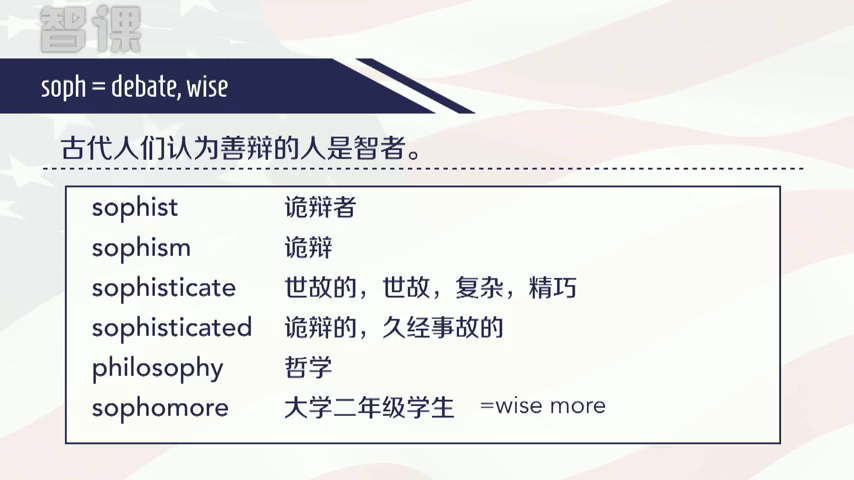 智课
soph = debate, wise
古代人们认为善辩的人是智者。
sophist 诡辩者
sophism 诡辩
sophisticate 世故的，世故，复杂，精巧
sophisticated 诡辩的，久经事故的
philosophy 哲学
sophomore 大学二年级学生 =wise more